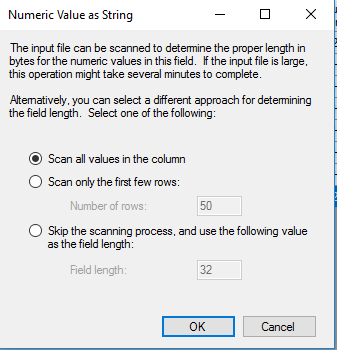 Numeric Value as String
The input file can be scanned to determine the proper length in
bytes for the numeric values in this field. If the input file is large,
this operation might take several minutes to complete.
Alternatively, you can select a different approach for determining
the field length. Select one of the following:
Scan all values in the column
Scan only the first few rows:
Number of rows:
50
Skip the scanning process, and use the following value
as the field length:
Field length:
32
OK
Cancel